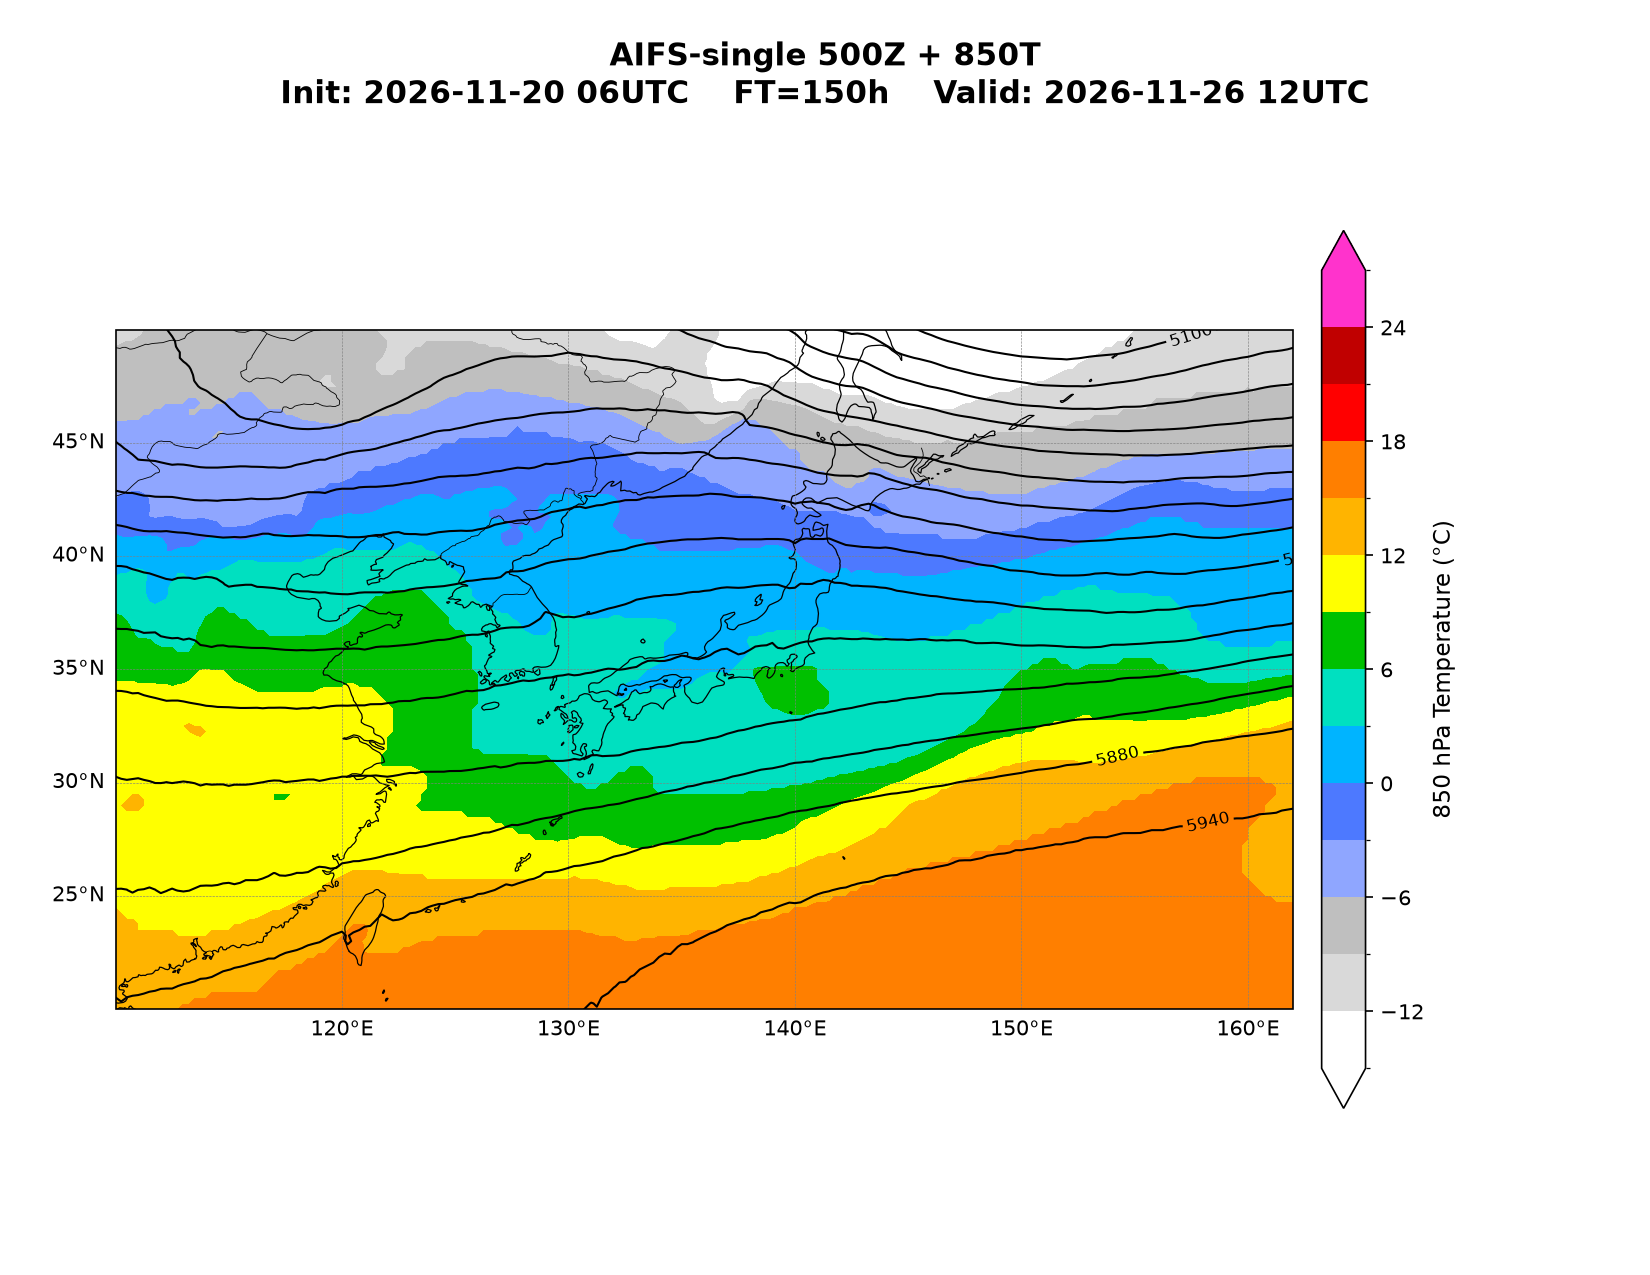 AIFS-single 500Z + 850T
Init: 2026-11-20 06UTC    FT=150h    Valid: 2026-11-26 12UTC
5100
24
18
12
6
0
−6
−12
850 hPa Temperature (°C)
45°N
40°N
35°N
30°N
25°N
5880
5940
120°E
130°E
140°E
150°E
160°E